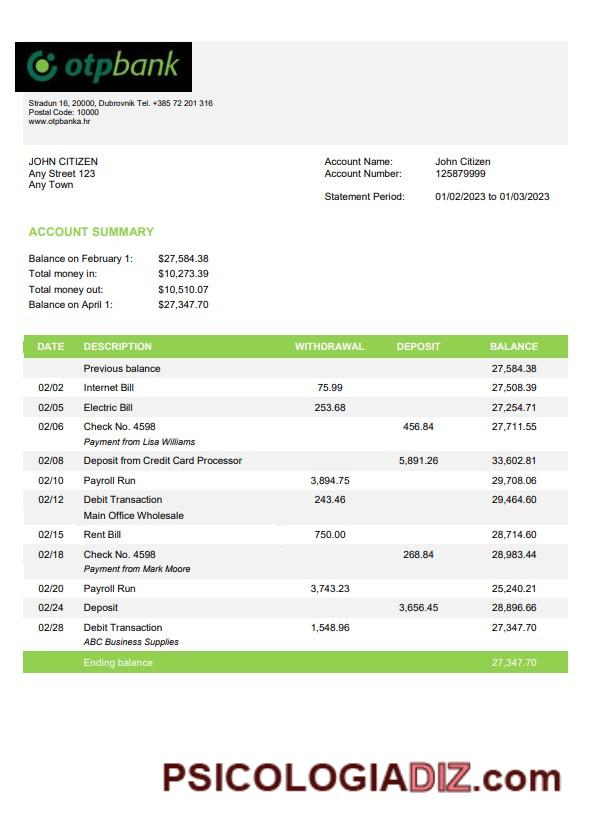 otpbank
Stradun 16, 20000, Dubrovnik Tel. +385 72 201 316
Postal Code: 10000
www.otpbanka.hr
JOHN CITIZEN
Any Street 123
Any Town
Account Name: John Citizen
Account Number: 125879999
Statement Period: 01/02/2023 to 01/03/2023
ACCOUNT SUMMARY
Balance on February 1: $27,584.38
Total money in: $10,273.39
Total money out: $10,510.07
Balance on April 1: $27,347.70
DATE DESCRIPTION WITHDRAWAL DEPOSIT BALANCE
Previous balance 27,584.38
02/02 Internet Bill 75.99 27,508.39
02/05 Electric Bill 253.68 27,254.71
02/06 Check No. 4598 456.84 27,711.55
Payment from Lisa Williams
02/08 Deposit from Credit Card Processor 5,891.26 33,602.81
02/10 Payroll Run 3,894.75 29,708.06
02/12 Debit Transaction 243.46 29,464.60
Main Office Wholesale
02/15 Rent Bill 750.00 28,714.60
02/18 Check No. 4598 268.84 28,983.44
Payment from Mark Moore
02/20 Payroll Run 3,743.23 25,240.21
02/24 Deposit 3,656.45 28,896.66
02/28 Debit Transaction 1,548.96 27,347.70
ABC Business Supplies
Ending balance 27,347.70
PSICOLOGIADIZ.com